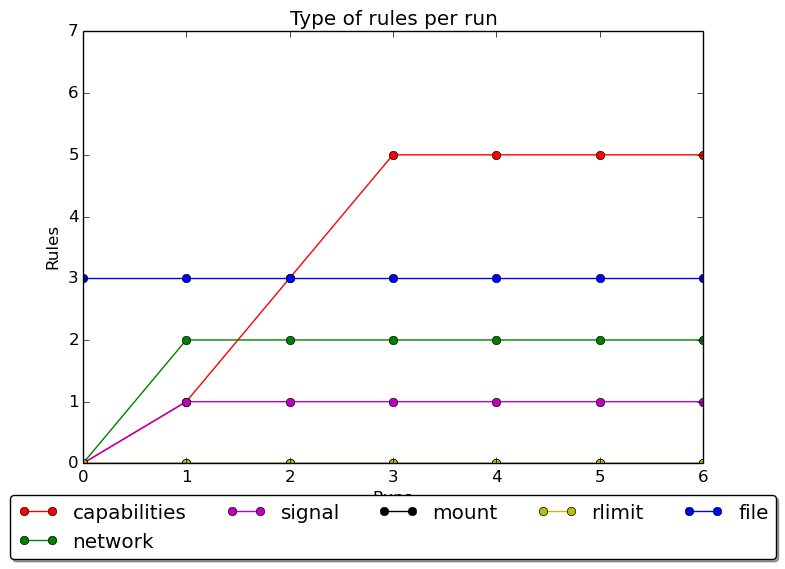 Type of rules per run
7
6
5
4
3
2
1
0
Rules
0 1 2 3 4 5 6
Runs
capabilities signal mount rlimit file
network